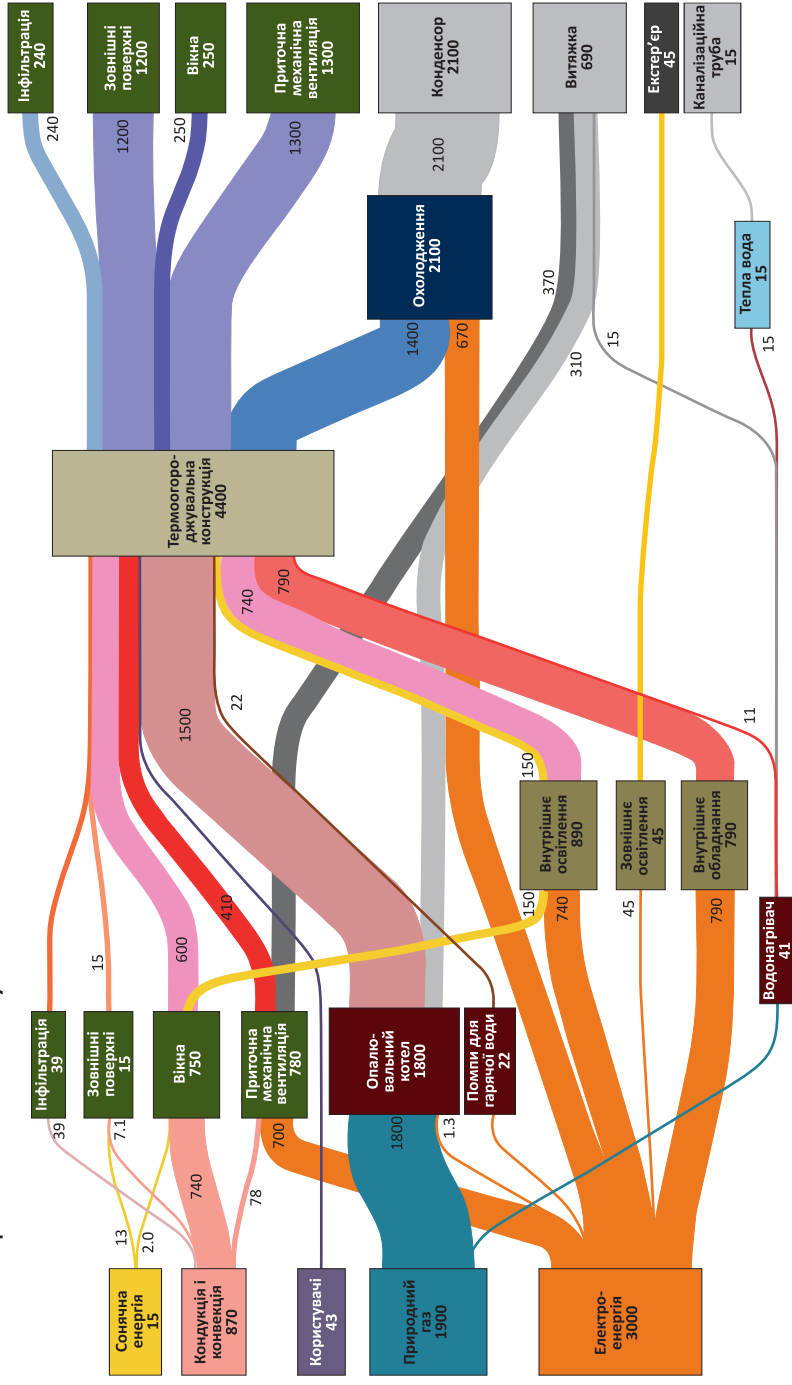 Сонячна
енергія
15
Кондукція і
конвекція
870
Користувачі
43
Природний
газ
1900
Електро-
енергія
3000
39
7.1
13
2.0
740
78
700
1800
1.3
Інфільтрація
39
Зовнішні
поверхні
15
Вікна
750
Приточна
механічна
вентиляція
780
Опалю-
вальний
котел
1800
Помпи для
гарячої води
22
Водонагрівач
41
15
600
410
150
740
45
790
Внутрішнє
освітлення
890
Зовнішнє
освітлення
45
Внутрішнє
обладнання
790
1500
22
150
11
740
790
Термоогоро-
джувальна
конструкція
4400
1400
670
370
310
15
15
Охолодження
2100
Тепла вода
15
240
1200
250
1300
2100
Інфільтрація
240
Зовнішні
поверхні
1200
Вікна
250
Приточна
механічна
вентиляція
1300
Конденсор
2100
Витяжка
690
Екстер’єр
45
Каналізаційна
труба
15